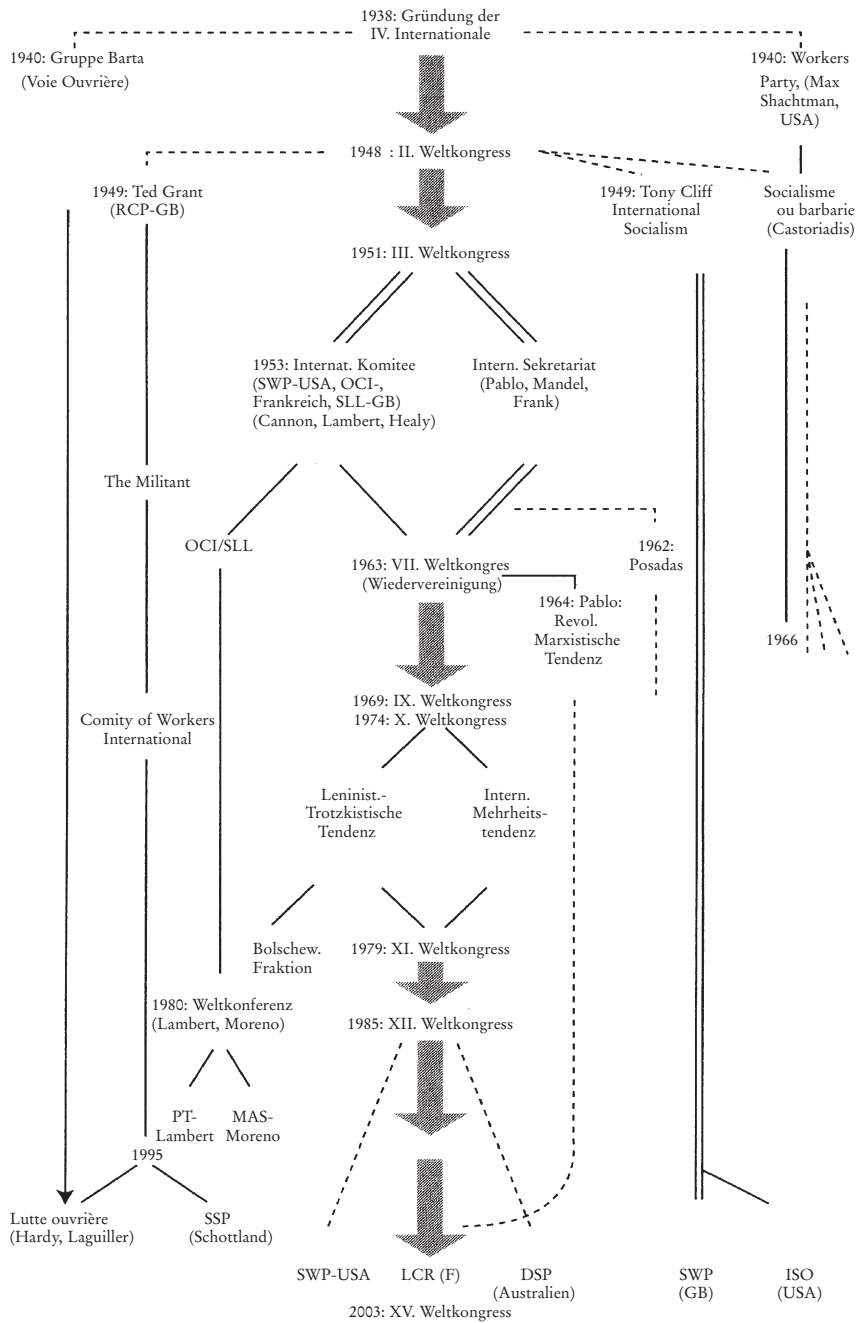 1938: Gründung der
IV. Internationale
1940: Gruppe Barta
(Voie Ouvrière)
1940: Workers
Party, (Max
Shachtman,
USA)
1948 : II. Weltkongress
1949: Ted Grant
(RCP-GB)
1949: Tony Cliff
International
Socialism
Socialisme
ou barbarie
(Castoriadis)
1951: III. Weltkongress
1953: Internat. Komitee
(SWP-USA, OCI-,
Frankreich, SLL-GB)
(Cannon, Lambert, Healy)
Intern. Sekretariat
(Pablo, Mandel,
Frank)
The Militant
OCI/SLL
1963: VII. Weltkongres
(Wiedervereinigung)
1962:
Posadas
1964: Pablo:
Revol.
Marxistische
Tendenz
1966
1969: IX. Weltkongress
1974: X. Weltkongress
Comity of Workers
International
Leninist.-
Trotzkistische
Tendenz
Intern.
Mehrheits-
tendenz
Bolschew.
Fraktion
1979: XI. Weltkongress
1980: Weltkonferenz
(Lambert, Moreno)
1985: XII. Weltkongress
PT-
Lambert
MAS-
Moreno
1995
Lutte ouvrière
(Hardy, Laguiller)
SSP
(Schottland)
SWP-USA
LCR (F)
DSP
(Australien)
SWP
(GB)
ISO
(USA)
2003: XV. Weltkongress